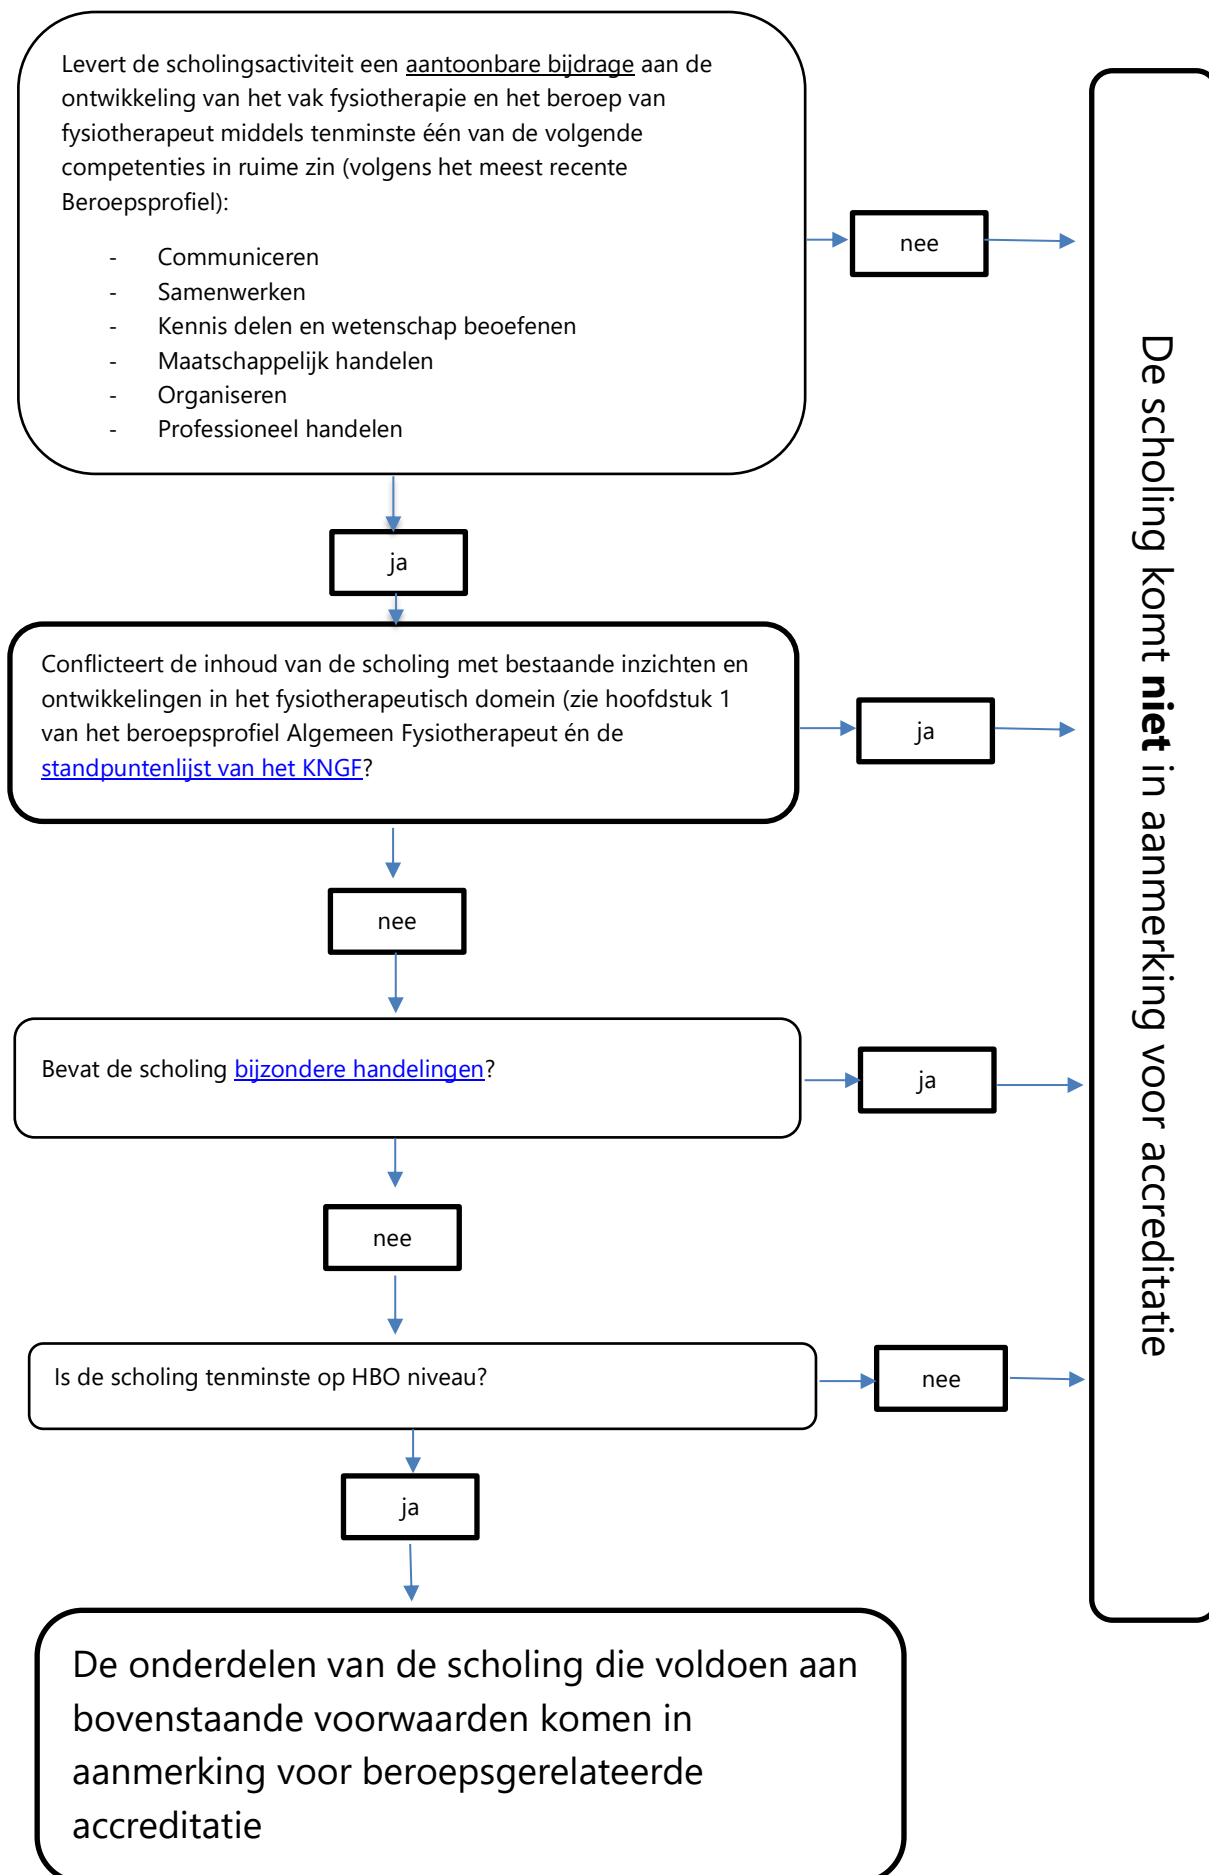 Levert de scholingsactiviteit een aantoonbare bijdrage aan de
ontwikkeling van het vak fysiotherapie en het beroep van
fysiotherapeut middels tenminste één van de volgende
competenties in ruime zin (volgens het meest recente
Beroepsprofiel):
- Communiceren
- Samenwerken
- Kennis delen en wetenschap beoefenen
- Maatschappelijk handelen
- Organiseren
- Professioneel handelen
nee
ja
Conflicteert de inhoud van de scholing met bestaande inzichten en
ontwikkelingen in het fysiotherapeutisch domein (zie hoofdstuk 1
van het beroepsprofiel Algemeen Fysiotherapeut én de
standpuntenlijst van het KNGF?
ja
nee
Bevat de scholing bijzondere handelingen?
ja
nee
Is de scholing tenminste op HBO niveau?
nee
ja
De onderdelen van de scholing die voldoen aan
bovenstaande voorwaarden komen in
aanmerking voor beroepsgerelateerde
accreditatie
De scholing komt niet in aanmerking voor accreditatie